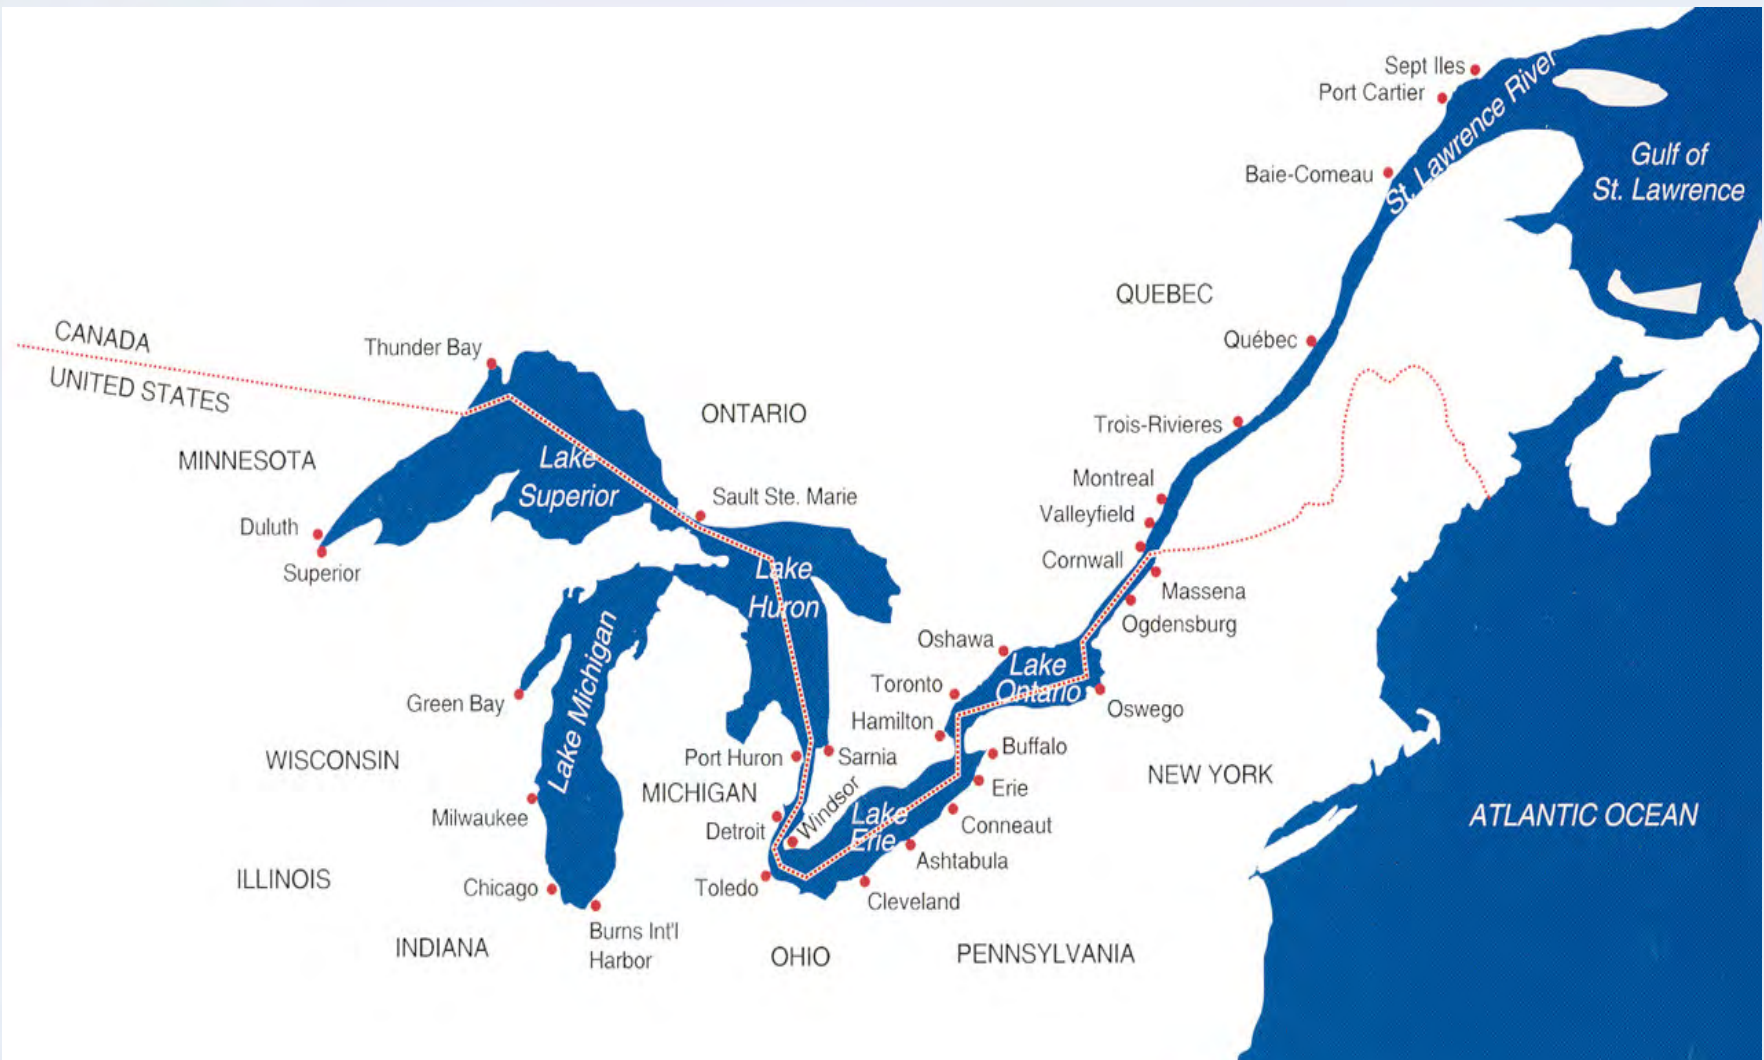 Sept Iles
Port Cartier
St. Lawrence River
Gulf of
St. Lawrence
Baie-Comeau
QUEBEC
Québec
CANADA
UNITED STATES
Thunder Bay
ONTARIO
Trois-Rivieres
MINNESOTA
Lake
Superior
Montreal
Sault Ste. Marie
Valleyfield
Duluth
Cornwall
Superior
Lake
Huron
Massena
Ogdensburg
Oshawa
Lake
Ontario
Lake Michigan
Toronto
Green Bay
Oswego
Hamilton
Buffalo
WISCONSIN
Port Huron
Sarnia
NEW YORK
MICHIGAN
Windsor
Erie
Milwaukee
Detroit
Lake
Erie
Conneaut
ATLANTIC OCEAN
Ashtabula
ILLINOIS
Chicago
Toledo
Cleveland
Burns Int'l
Harbor
INDIANA
OHIO
PENNSYLVANIA